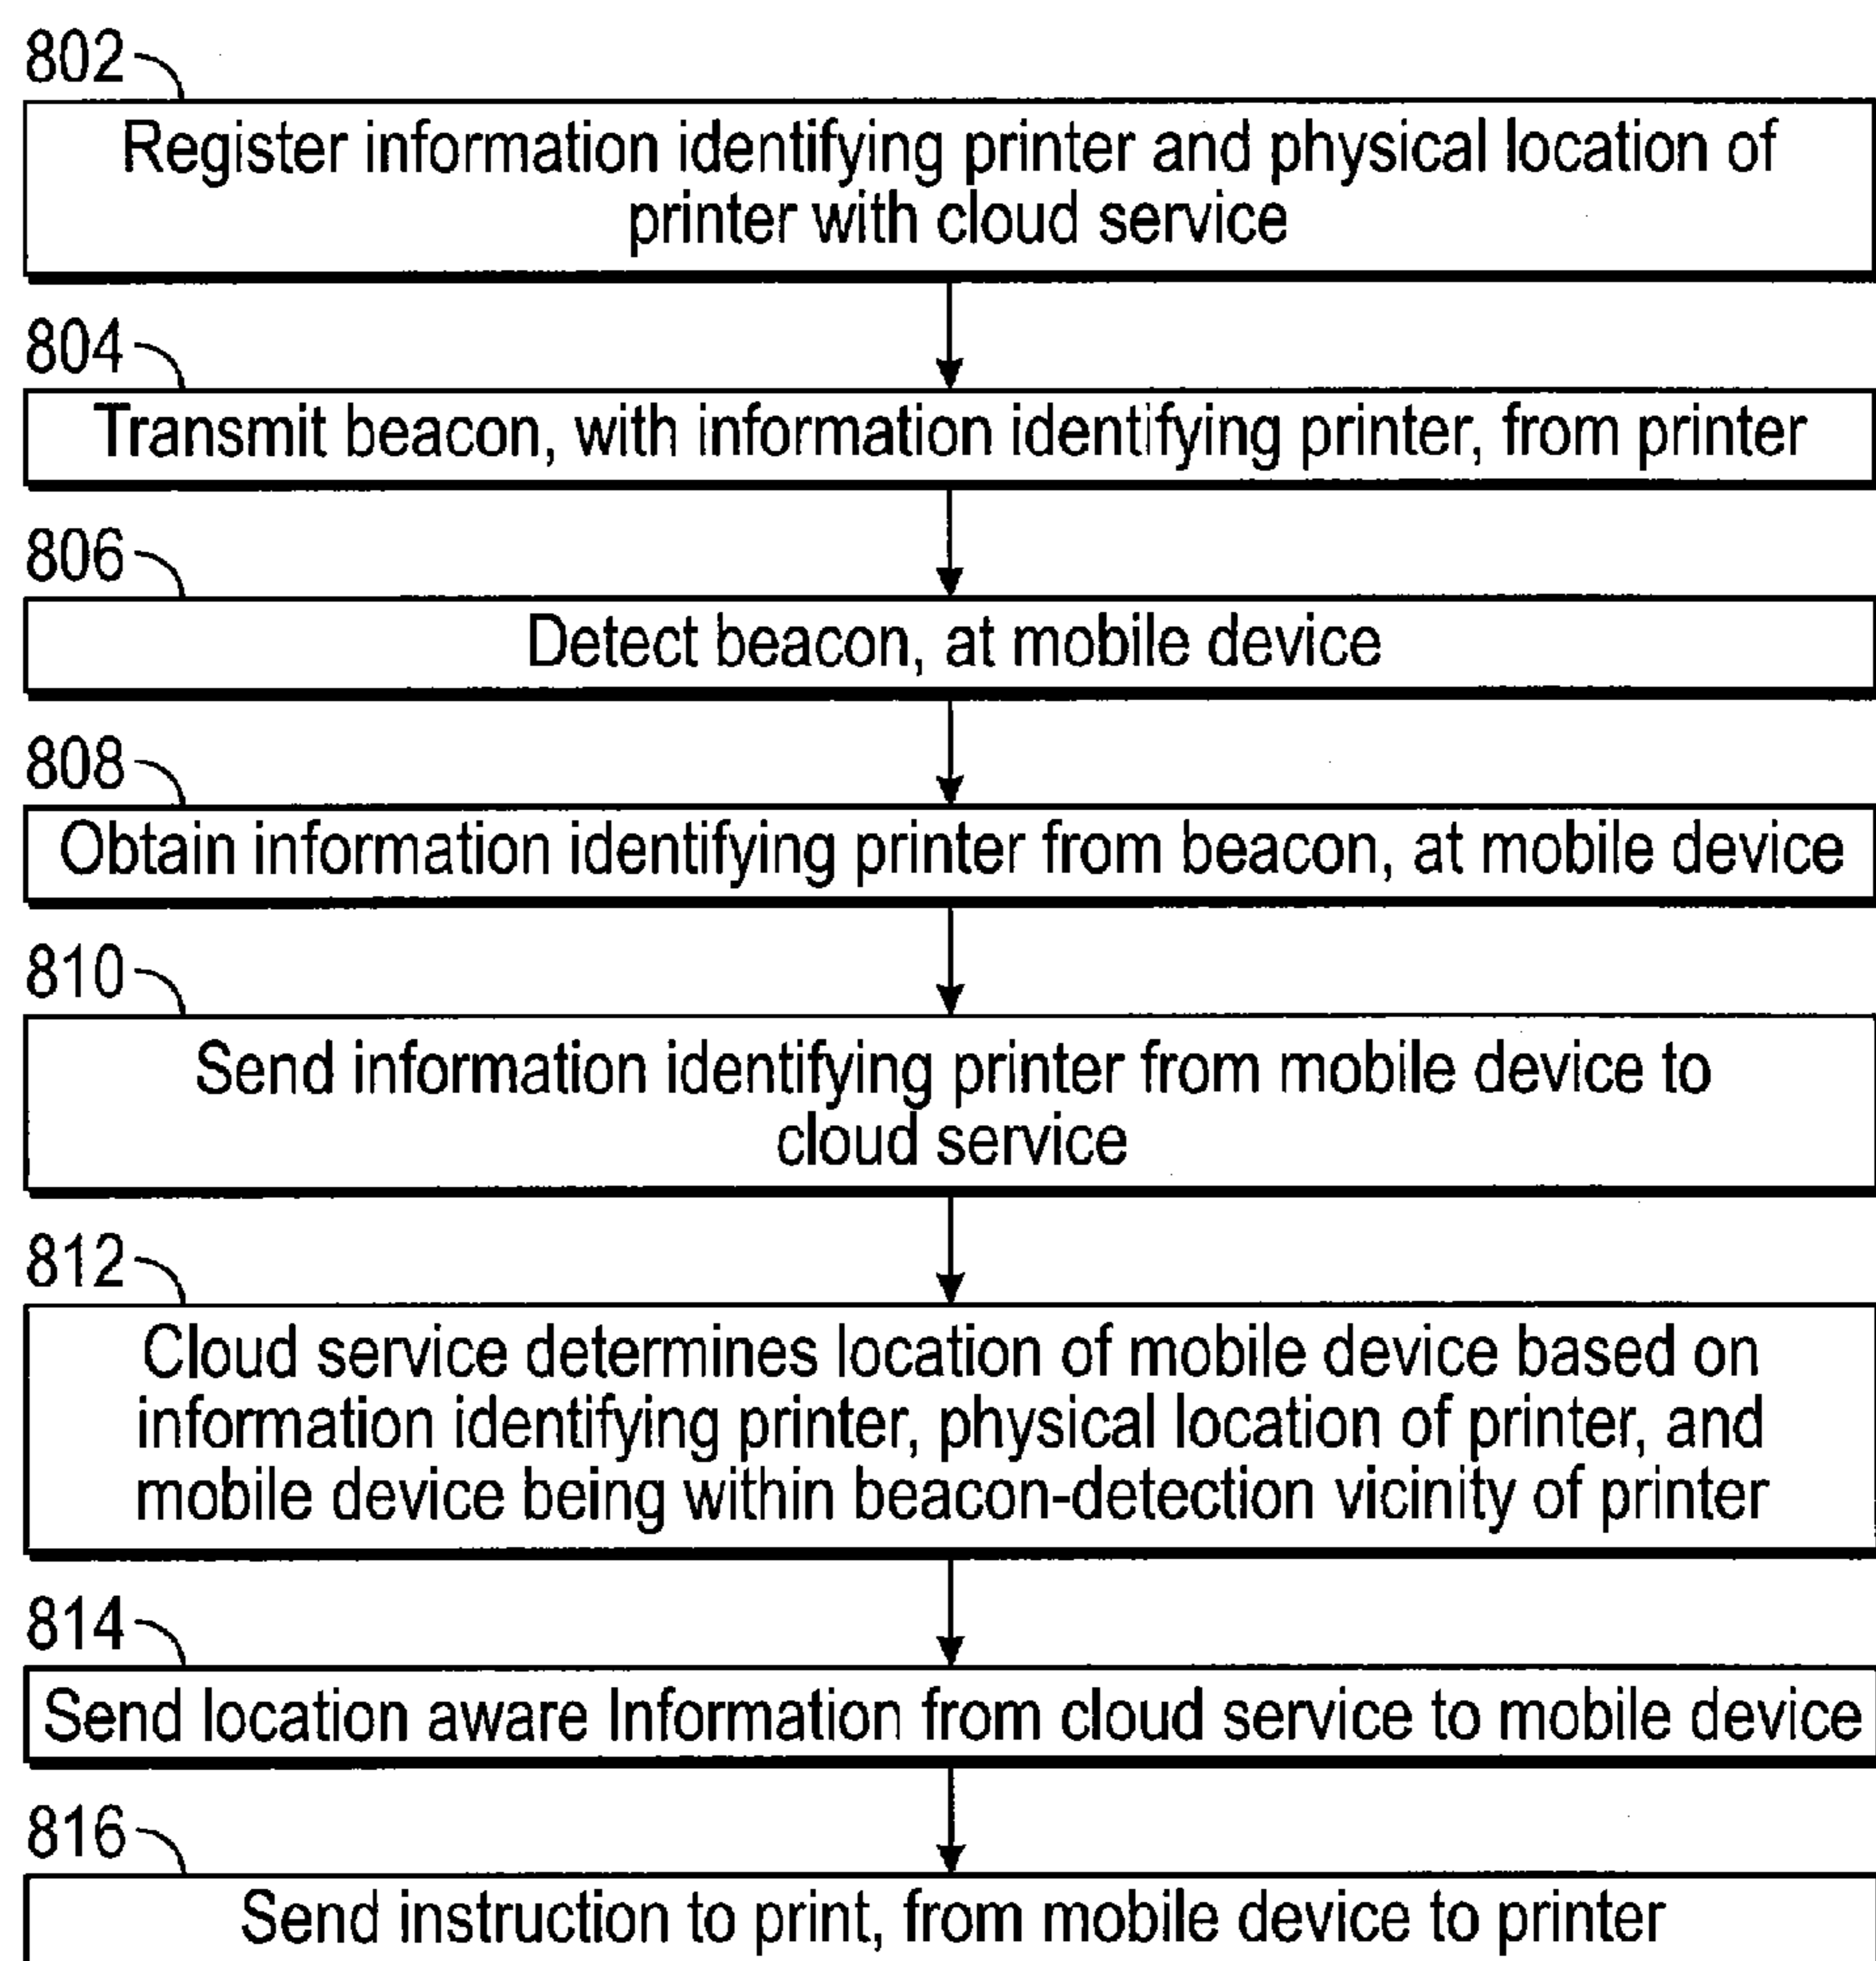 802
Register information identifying printer and physical location of
printer with cloud service
804
Transmit beacon, with information identifying printer, from printer
806
Detect beacon, at mobile device
808
Obtain information identifying printer from beacon, at mobile device
810
Send information identifying printer from mobile device to
cloud service
812
Cloud service determines location of mobile device based on
information identifying printer, physical location of printer, and
mobile device being within beacon-detection vicinity of printer
814
Send location aware Information from cloud service to mobile device
816
Send instruction to print, from mobile device to printer